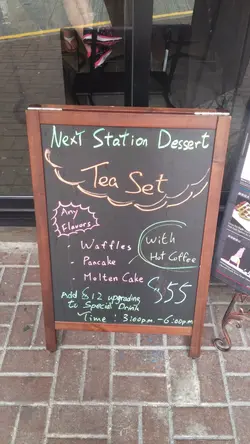 Next Station Dessert
Tea Set
Any
Flavors
- Waffles
- Pancake
- Molten Cake
With
Hot Coffee
$55
Add $12 upgrading
to Special Drink
Time : 3:00pm - 6:00pm